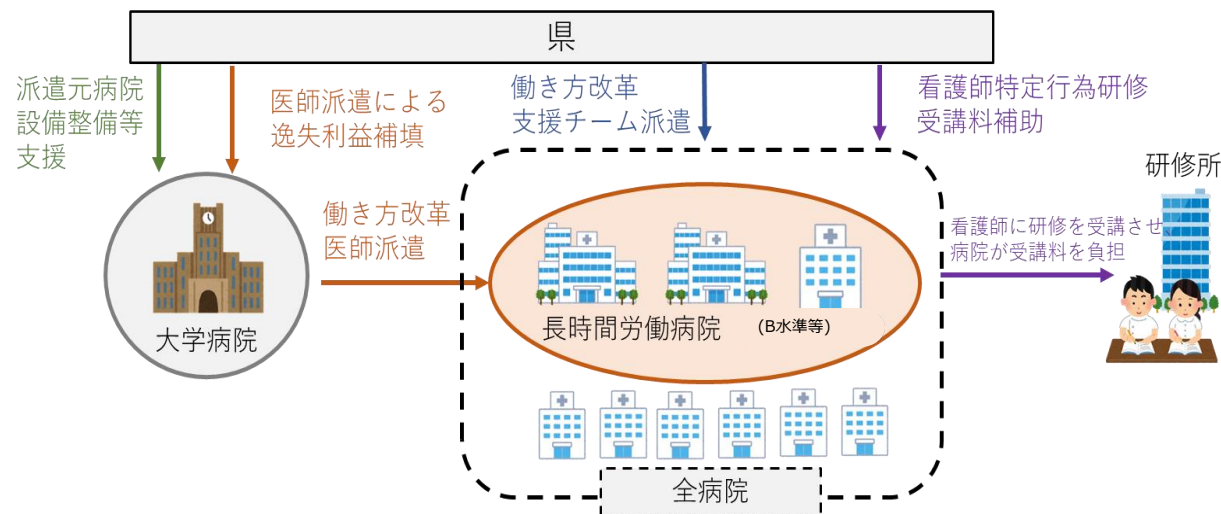 県
派遣元病院
設備整備等
支援
医師派遣による
逸失利益補填
働き方改革
支援チーム派遣
看護師特定行為研修
受講料補助
研修所
働き方改革
医師派遣
看護師に研修を受講させ、
病院が受講料を負担
大学病院
長時間労働病院
(B水準等)
全病院